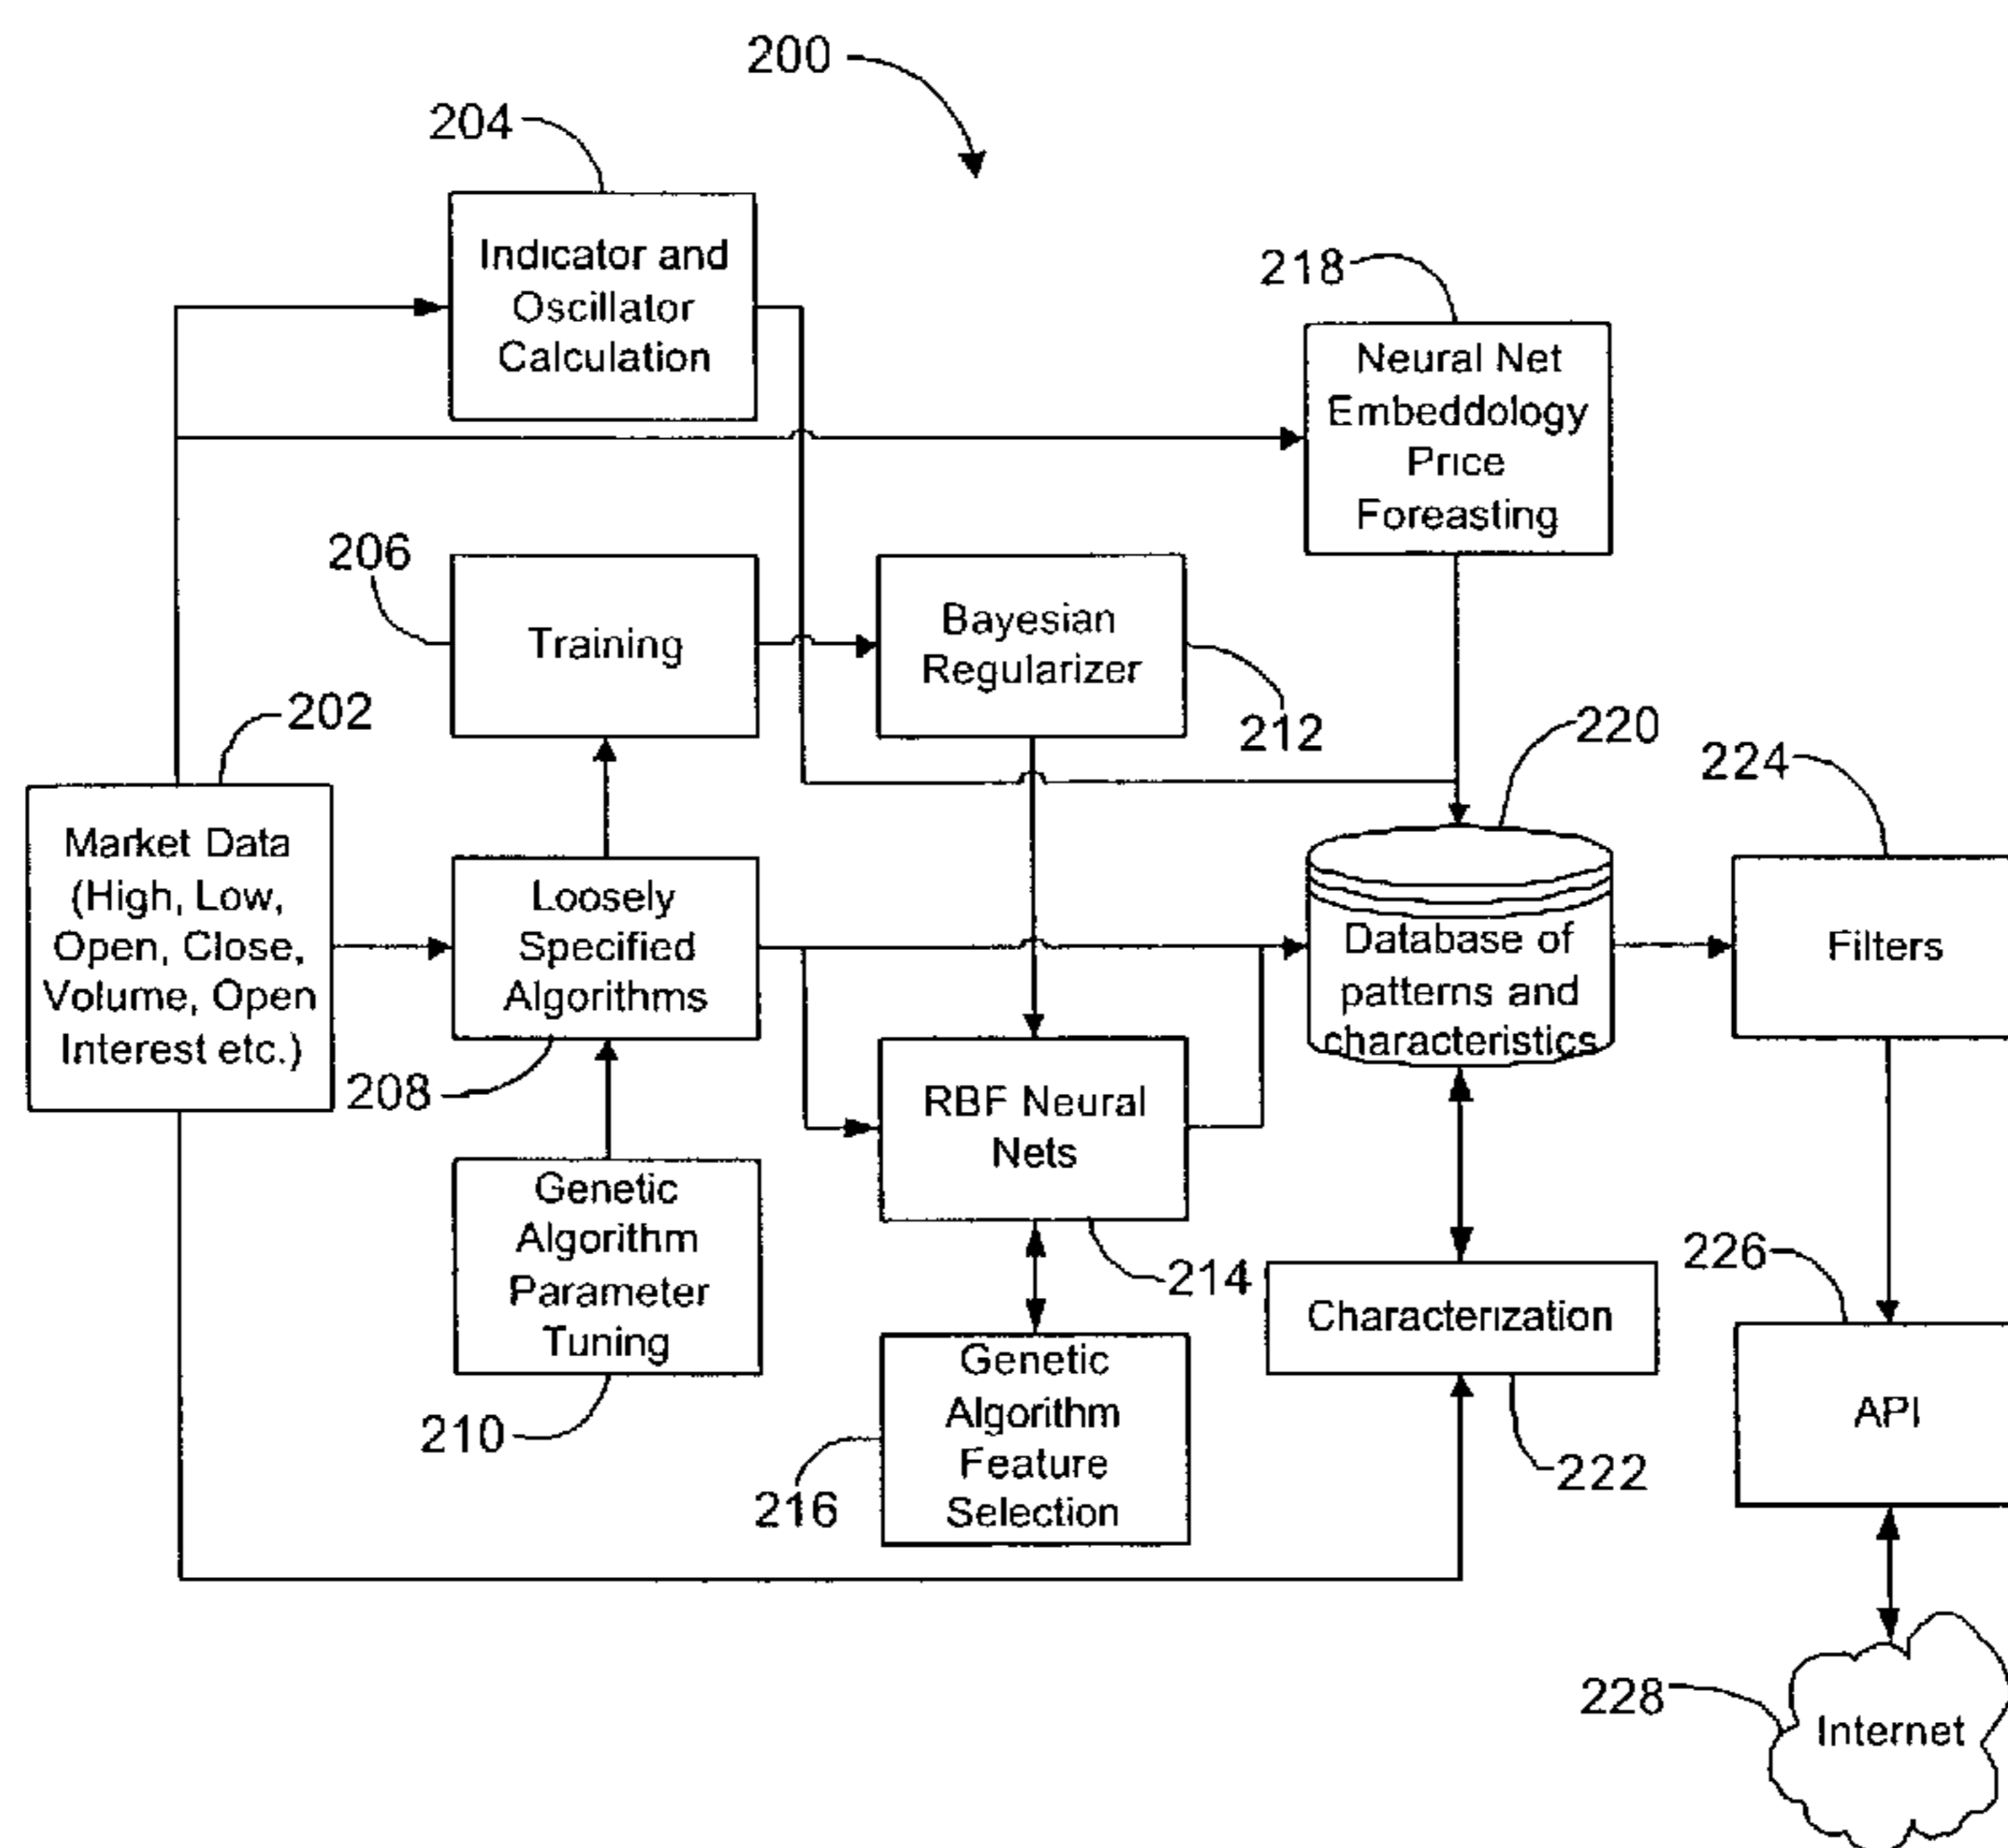 200
204
Indicator and
Oscillator
Calculation
218
Neural Net
Embeddology
Price
Foreasting
206
Training
Bayesian
Regularizer
212
202
Market Data
(High, Low,
Open, Close,
Volume, Open
Interest etc.)
208
Loosely
Specified
Algorithms
220
Database of
patterns and
characteristics
224
Filters
RBF Neural
Nets
214
Genetic
Algorithm
Parameter
Tuning
210
Genetic
Algorithm
Feature
Selection
216
Characterization
222
226
API
228
Internet